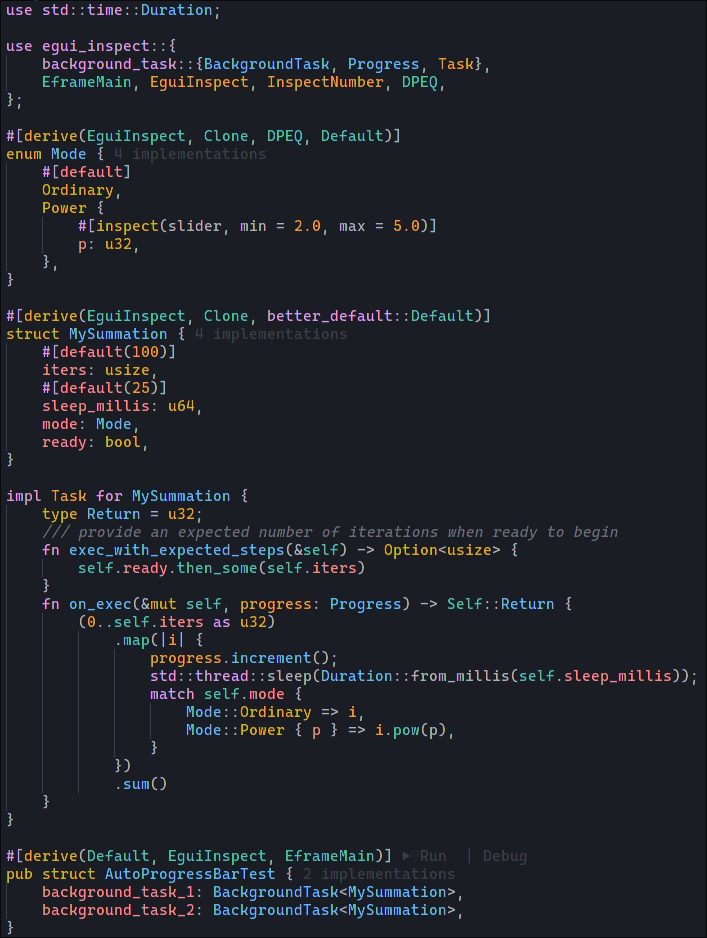 use std::time::Duration;

use egui_inspect::{
    background_task::{BackgroundTask, Progress, Task},
    EframeMain, EguiInspect, InspectNumber, DPEQ,
};

#[derive(EguiInspect, Clone, DPEQ, Default)]
enum Mode { 4 implementations
    #[default]
    Ordinary,
    Power {
        #[inspect(slider, min = 2.0, max = 5.0)]
        p: u32,
    },
}

#[derive(EguiInspect, Clone, better_default::Default)]
struct MySummation { 4 implementations
    #[default(100)]
    iters: usize,
    #[default(25)]
    sleep_millis: u64,
    mode: Mode,
    ready: bool,
}

impl Task for MySummation {
    type Return = u32;
    /// provide an expected number of iterations when ready to begin
    fn exec_with_expected_steps(&self) -> Option<usize> {
        self.ready.then_some(self.iters)
    }
    fn on_exec(&mut self, progress: Progress) -> Self::Return {
        (0..self.iters as u32)
            .map(|i| {
                progress.increment();
                std::thread::sleep(Duration::from_millis(self.sleep_millis));
                match self.mode {
                    Mode::Ordinary => i,
                    Mode::Power { p } => i.pow(p),
                }
            })
            .sum()
    }
}

#[derive(Default, EguiInspect, EframeMain)] ▶ Run | Debug
pub struct AutoProgressBarTest { 2 implementations
    background_task_1: BackgroundTask<MySummation>,
    background_task_2: BackgroundTask<MySummation>,
}